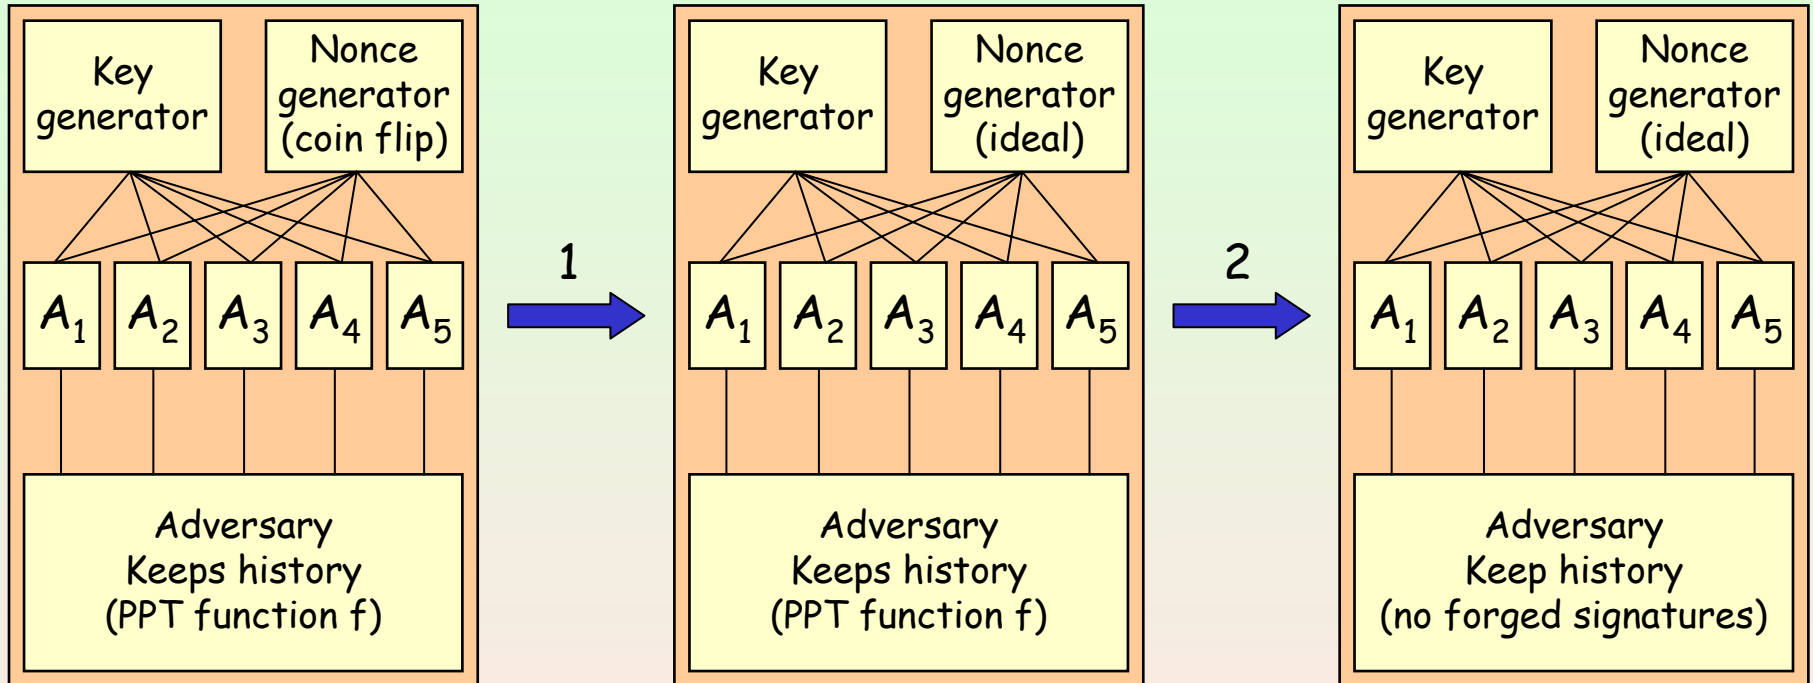 Key
generator
Nonce
generator
(coin flip)
A1 A2 A3 A4 A5
Adversary
Keeps history
(PPT function f)
1
Key
generator
Nonce
generator
(ideal)
A1 A2 A3 A4 A5
Adversary
Keeps history
(PPT function f)
2
Key
generator
Nonce
generator
(ideal)
A1 A2 A3 A4 A5
Adversary
Keep history
(no forged signatures)